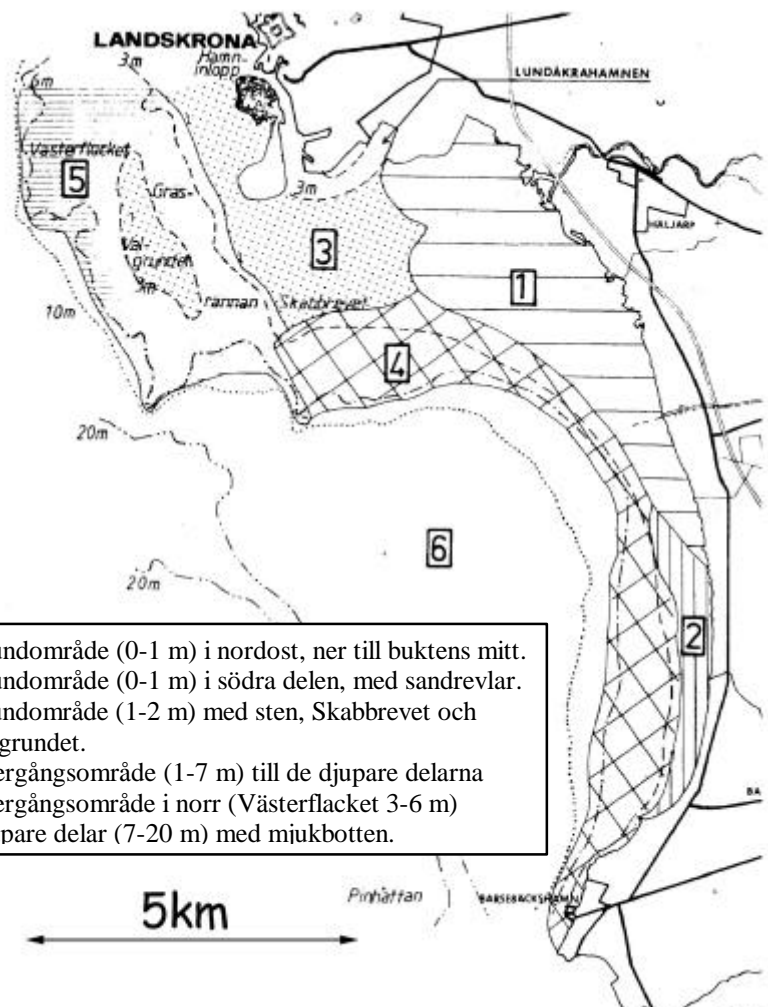 LANDSKRONA
Hamn-
inlopp
3m
6m
LUNDÅKRAHAMNEN
Västerflacket
5
Gras-
3m
HÄLJARP
3
Val-
grundet
1
3m
rännan
Skabbrevet
10m
4
20m
6
20m
2
undområde (0-1 m) i nordost, ner till buktens mitt.
undområde (0-1 m) i södra delen, med sandrevlar.
undområde (1-2 m) med sten, Skabbrevet och
grundet.
ergångsområde (1-7 m) till de djupare delarna
ergångsområde i norr (Västerflacket 3-6 m)
pare delar (7-20 m) med mjukbotten.
BA
5km
Pinhättan
BARSEBÄCKSHAMN